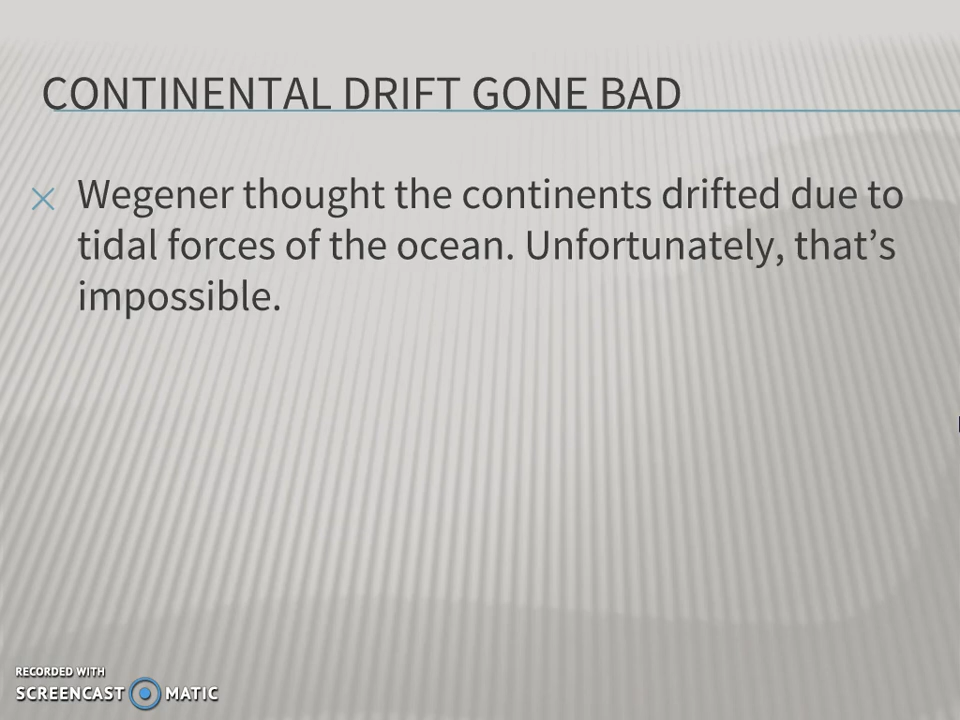 CONTINENTAL DRIFT GONE BAD
Wegener thought the continents drifted due to
tidal forces of the ocean. Unfortunately, that’s
impossible.
RECORDED WITH
SCREENCAST MATIC